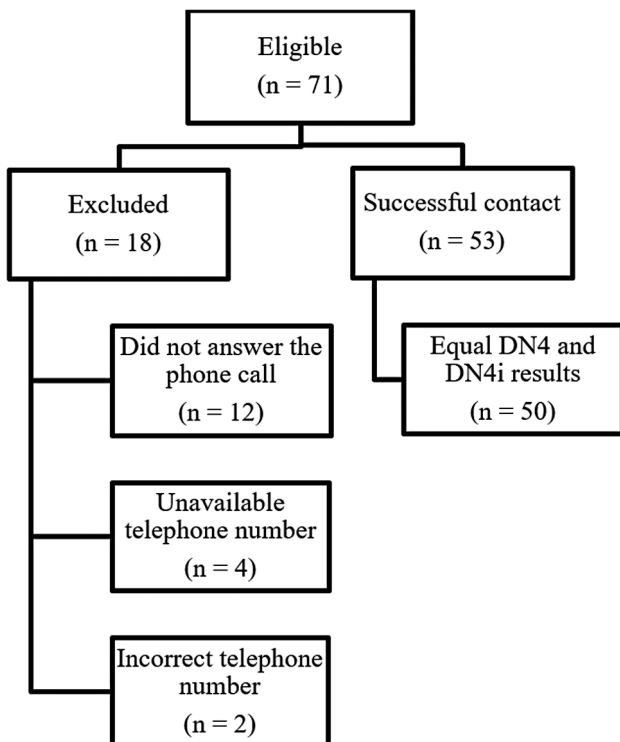 Eligible
(n = 71)
Excluded
(n = 18)
Successful contact
(n = 53)
Did not answer the
phone call
(n = 12)
Equal DN4 and
DN4i results
(n = 50)
Unavailable
telephone number
(n = 4)
Incorrect telephone
number
(n = 2)